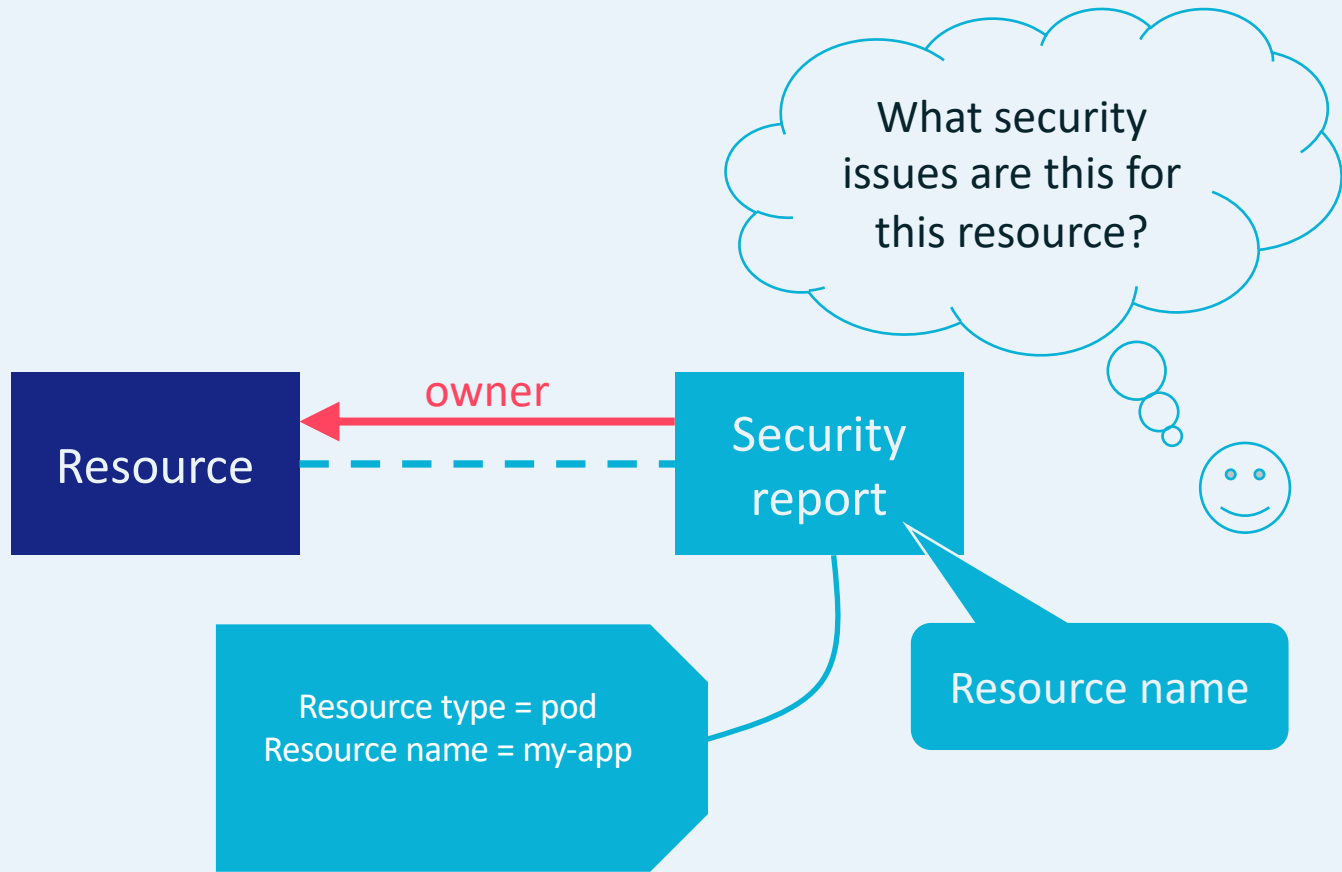 What security
issues are this for
this resource?
owner
Resource
Security
report
Resource type = pod
Resource name = my-app
Resource name